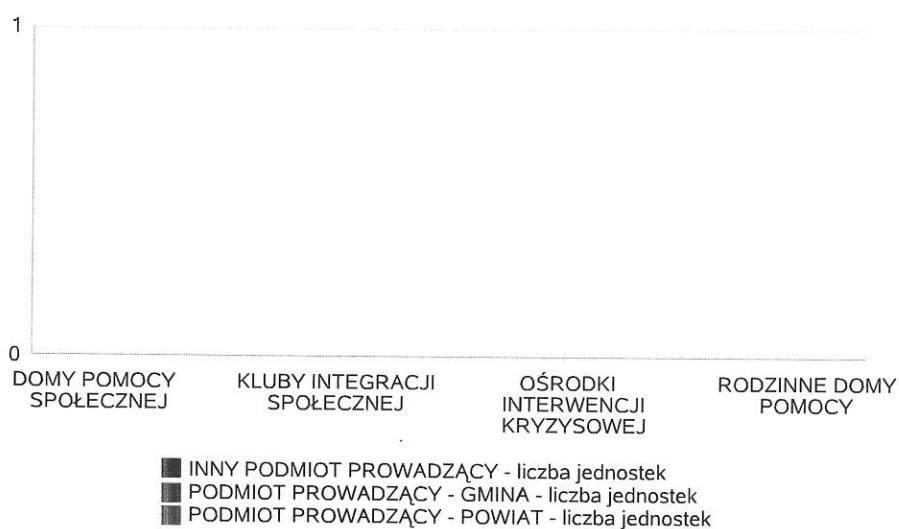 1
0
DOMY POMOCY
SPOŁECZNEJ
KLUBY INTEGRACJI
SPOŁECZNEJ
OŚRODKI
INTERWENCJI
KRYZYSOWEJ
RODZINNE DOMY
POMOCY
INNY PODMIOT PROWADZĄCY - liczba jednostek
PODMIOT PROWADZĄCY - GMINA - liczba jednostek
PODMIOT PROWADZĄCY - POWIAT - liczba jednostek